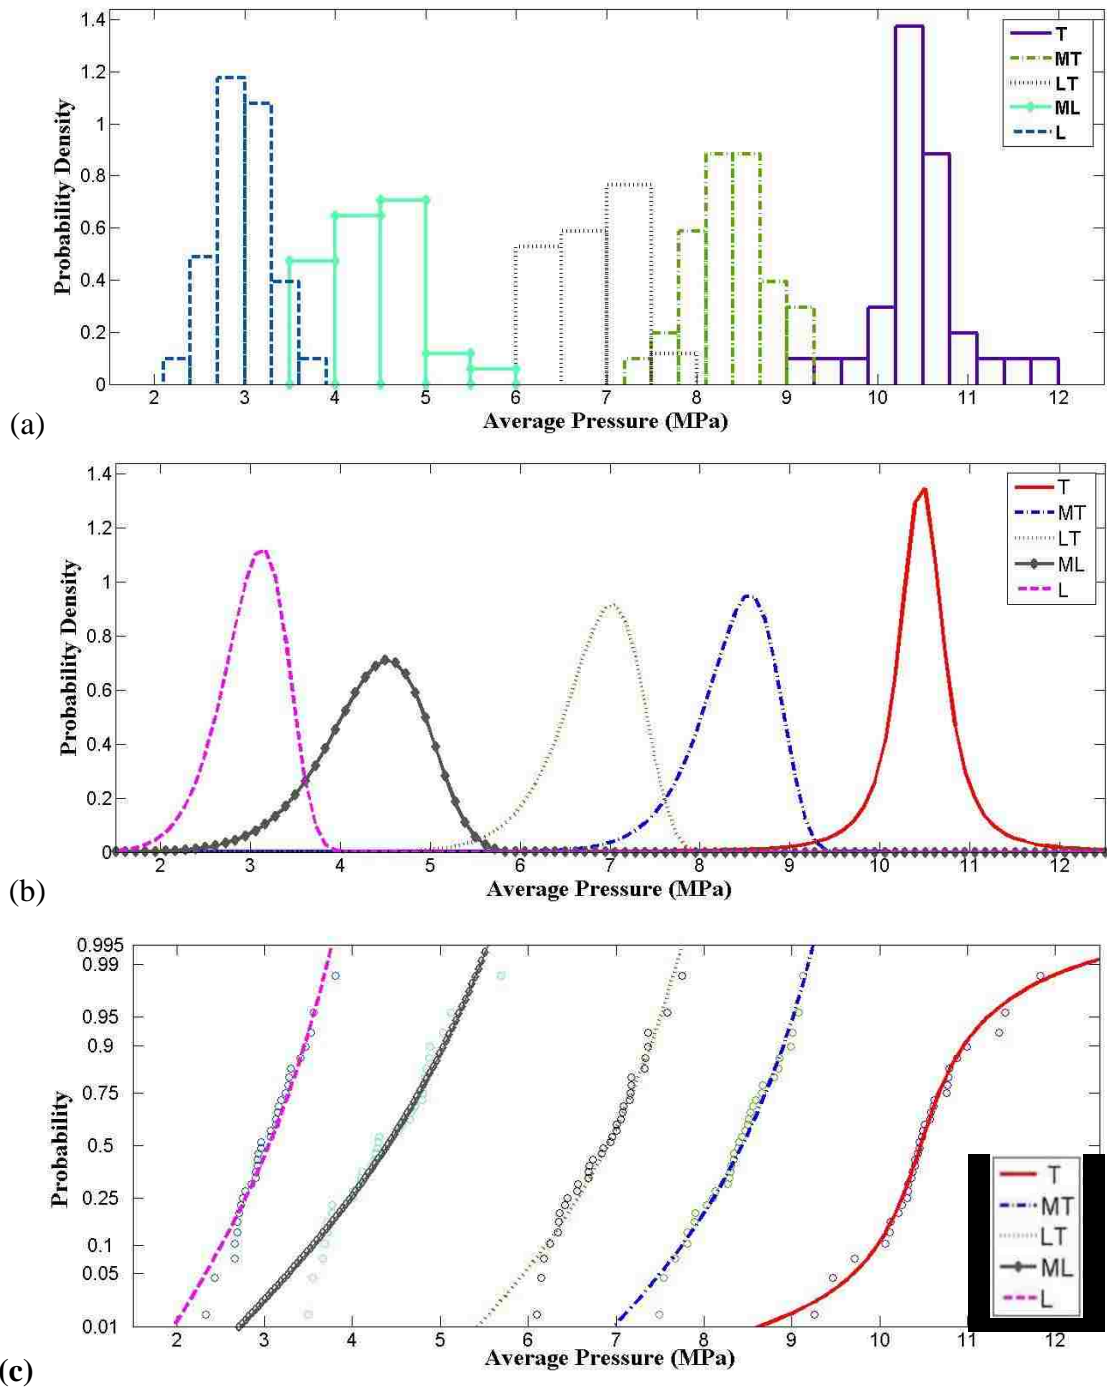 1.4
1.2
1
0.8
0.6
0.4
0.2
0
Probability Density
T
MT
LT
ML
L
2 3 4 5 6 7 8 9 10 11 12
Average Pressure (MPa)
(a)
1.4
1.2
1
0.8
0.6
0.4
0.2
0
Probability Density
T
MT
LT
ML
L
2 3 4 5 6 7 8 9 10 11 12
Average Pressure (MPa)
(b)
0.995
0.99
0.95
0.9
0.75
0.5
0.25
0.1
0.05
0.01
Probability
T
MT
LT
ML
L
2 3 4 5 6 7 8 9 10 11 12
Average Pressure (MPa)
(c)